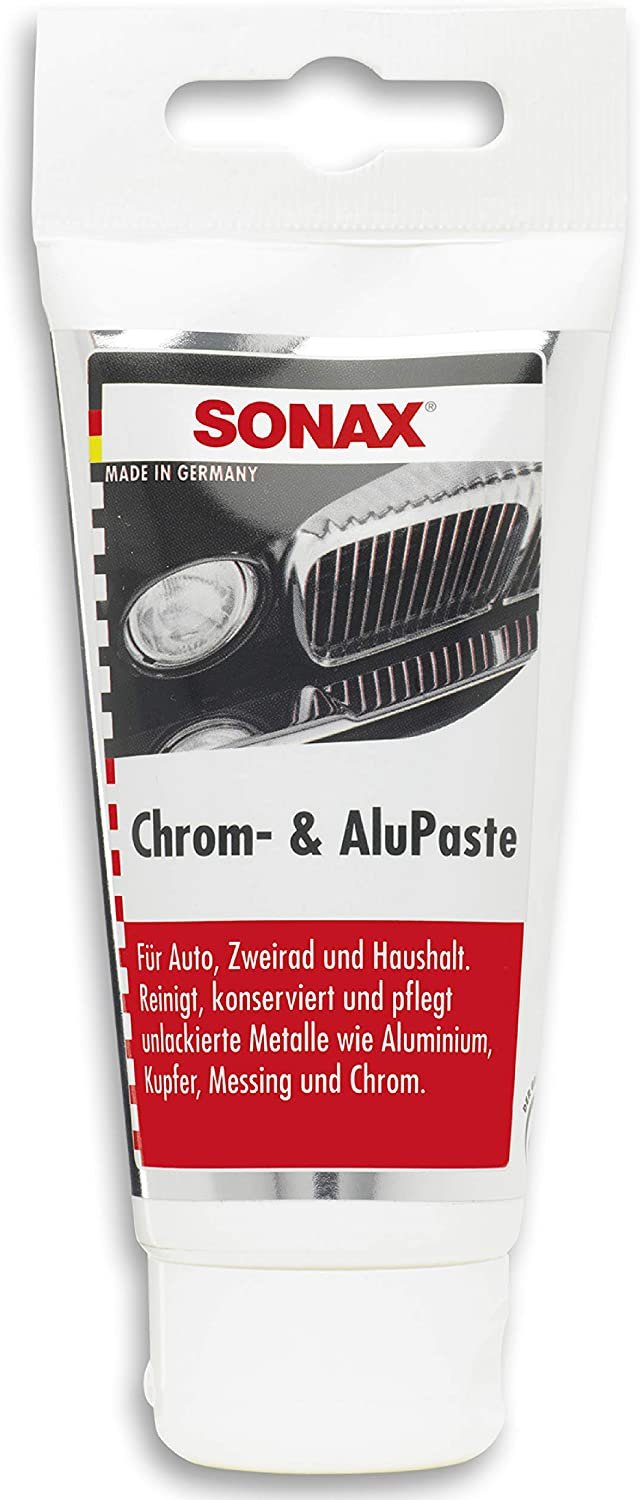 SONAX®
MADE IN GERMANY
Chrom- & AluPaste
Für Auto, Zweirad und Haushalt.
Reinigt, konserviert und pflegt
unlackierte Metalle wie Aluminium,
Kupfer, Messing und Chrom.
DER